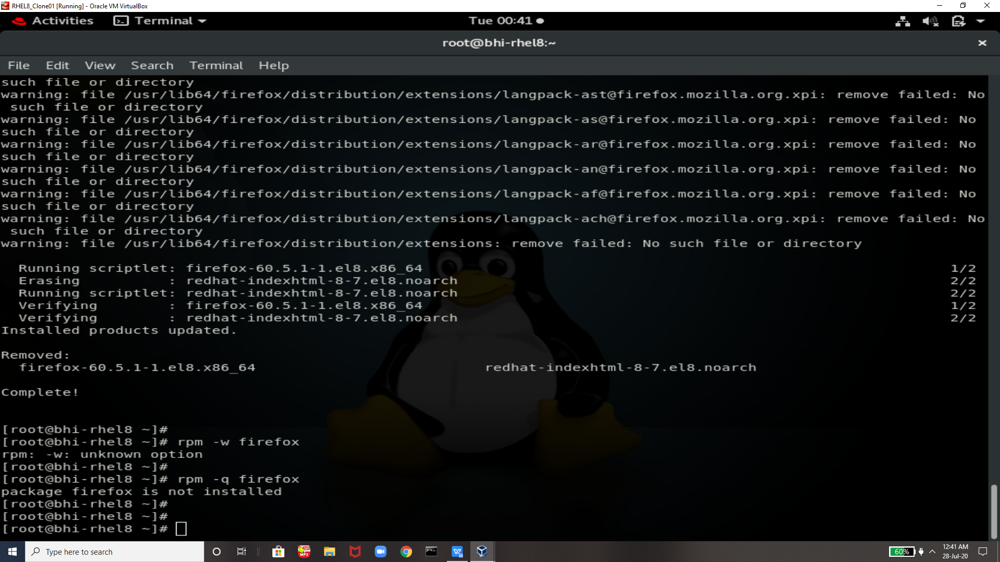 RHEL8_Clone01 [Running] - Oracle VM VirtualBox
Activities Terminal Tue 00:41
root@bhi-rhel8:~
File Edit View Search Terminal Help
such file or directory
warning: file /usr/lib64/firefox/distribution/extensions/langpack-ast@firefox.mozilla.org.xpi: remove failed: No
 such file or directory
warning: file /usr/lib64/firefox/distribution/extensions/langpack-as@firefox.mozilla.org.xpi: remove failed: No
such file or directory
warning: file /usr/lib64/firefox/distribution/extensions/langpack-ar@firefox.mozilla.org.xpi: remove failed: No
such file or directory
warning: file /usr/lib64/firefox/distribution/extensions/langpack-an@firefox.mozilla.org.xpi: remove failed: No
such file or directory
warning: file /usr/lib64/firefox/distribution/extensions/langpack-af@firefox.mozilla.org.xpi: remove failed: No
such file or directory
warning: file /usr/lib64/firefox/distribution/extensions/langpack-ach@firefox.mozilla.org.xpi: remove failed: No
 such file or directory
warning: file /usr/lib64/firefox/distribution/extensions: remove failed: No such file or directory
  Running scriptlet: firefox-60.5.1-1.el8.x86_64 1/2
  Erasing          : redhat-indexhtml-8-7.el8.noarch 2/2
  Running scriptlet: redhat-indexhtml-8-7.el8.noarch 2/2
  Verifying        : firefox-60.5.1-1.el8.x86_64 1/2
  Verifying        : redhat-indexhtml-8-7.el8.noarch 2/2
Installed products updated.
Removed:
  firefox-60.5.1-1.el8.x86_64 redhat-indexhtml-8-7.el8.noarch
Complete!
[root@bhi-rhel8 ~]#
[root@bhi-rhel8 ~]# rpm -w firefox
rpm: -w: unknown option
[root@bhi-rhel8 ~]#
[root@bhi-rhel8 ~]# rpm -q firefox
package firefox is not installed
[root@bhi-rhel8 ~]#
[root@bhi-rhel8 ~]#
[root@bhi-rhel8 ~]#
Type here to search MP3 60% 12:41 AM
28-Jul-20